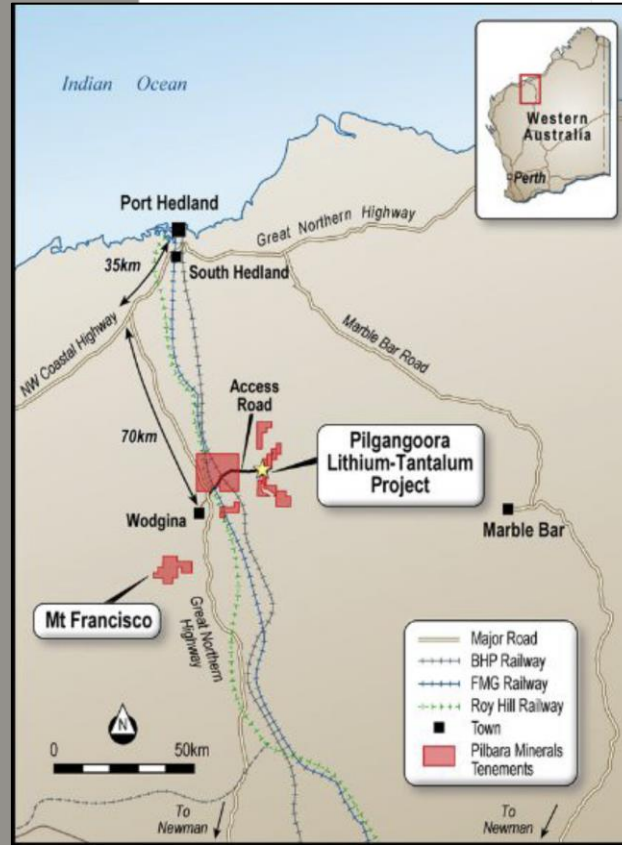 Indian Ocean
Western
Australia
Perth
Port Hedland
Great Northern Highway
35km
South Hedland
NW Coastal Highway
Marble Bar Road
Access
Road
70km
Pilgangoora
Lithium-Tantalum
Project
Wodgina
Marble Bar
Mt Francisco
Great Northern
Highway
Major Road
BHP Railway
FMG Railway
Roy Hill Railway
Town
Pilbara Minerals
Tenements
N
0 50km
To
Newman
To
Newman